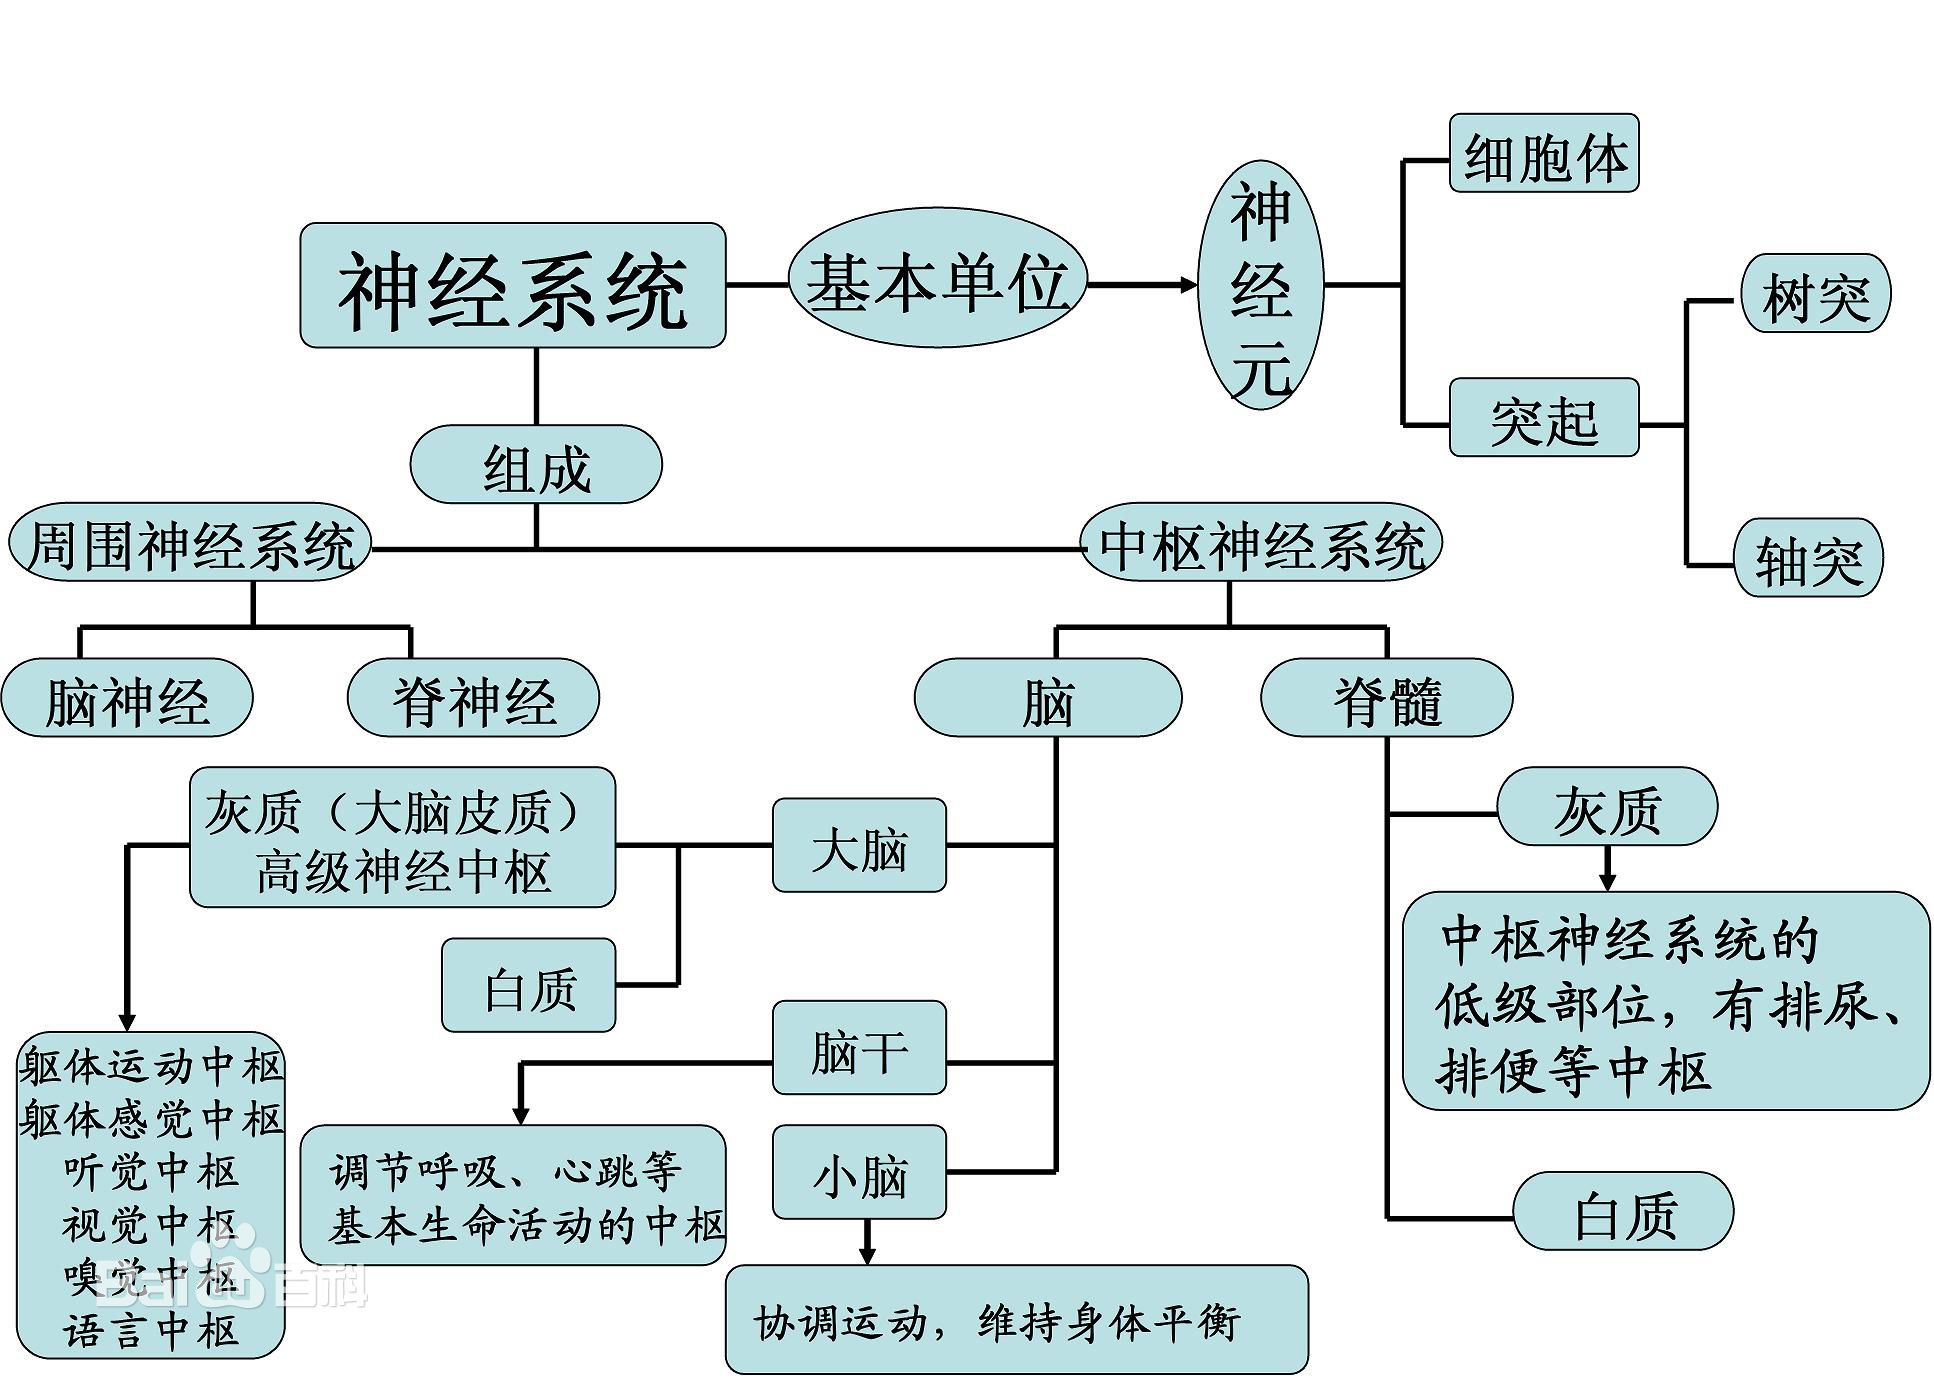 细胞体
神经系统
基本单位
神
经
元
树突
突起
组成
周围神经系统
中枢神经系统
轴突
脑神经
脊神经
脑
脊髓
灰质（大脑皮质）
高级神经中枢
大脑
灰质
白质
中枢神经系统的
低级部位，有排尿、
排便等中枢
脑干
躯体运动中枢
躯体感觉中枢
听觉中枢
视觉中枢
嗅觉中枢
语言中枢
调节呼吸、心跳等
基本生命活动的中枢
小脑
白质
协调运动，维持身体平衡
Bai百科